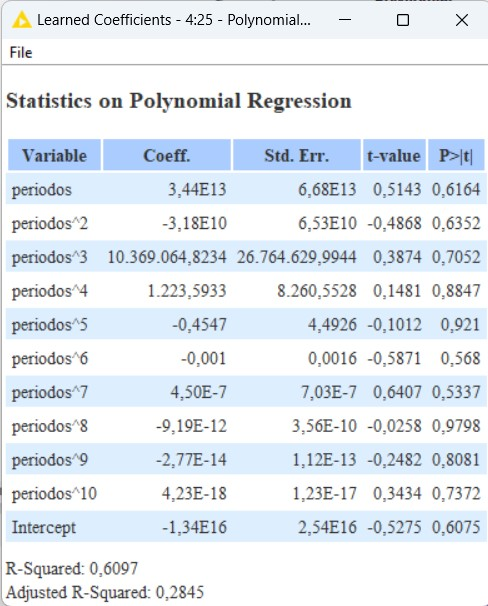 Learned Coefficients - 4:25 - Polynomial...
File
Statistics on Polynomial Regression
Variable Coeff. Std. Err. t-value P>|t|
periodos 3,44E13 6,68E13 0,5143 0,6164
periodos^2 -3,18E10 6,53E10 -0,4868 0,6352
periodos^3 10.369.064,8234 26.764.629,9944 0,3874 0,7052
periodos^4 1.223,5933 8.260,5528 0,1481 0,8847
periodos^5 -0,4547 4,4926 -0,1012 0,921
periodos^6 -0,001 0,0016 -0,5871 0,568
periodos^7 4,50E-7 7,03E-7 0,6407 0,5337
periodos^8 -9,19E-12 3,56E-10 -0,0258 0,9798
periodos^9 -2,77E-14 1,12E-13 -0,2482 0,8081
periodos^10 4,23E-18 1,23E-17 0,3434 0,7372
Intercept -1,34E16 2,54E16 -0,5275 0,6075
R-Squared: 0,6097
Adjusted R-Squared: 0,2845